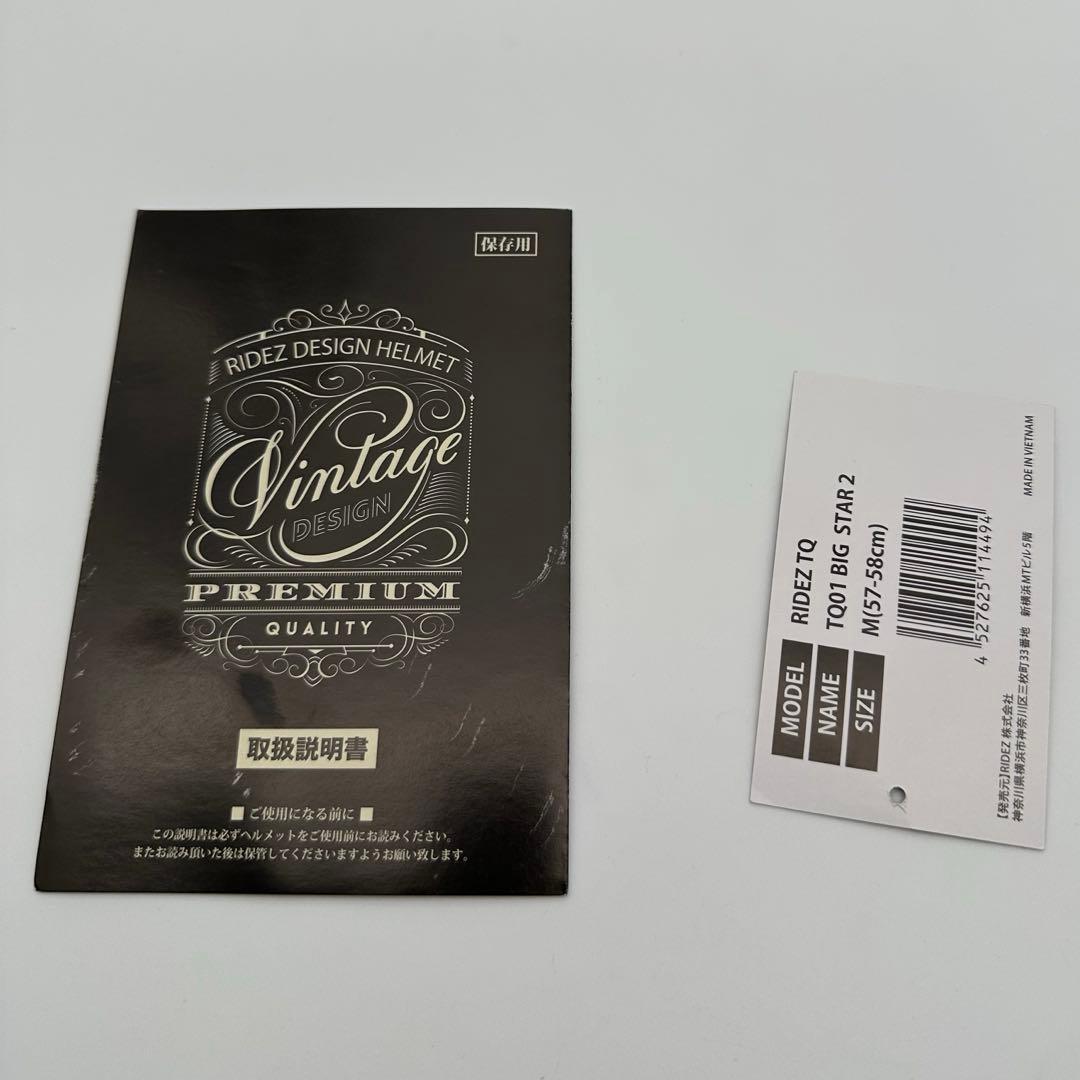 保存用
RIDEZ DESIGN HELMET
Vintage
DESIGN
PREMIUM
QUALITY
取扱説明書
■ ご使用になる前に ■
この説明書は必ずヘルメットをご使用前にお読みください。
またお読み頂いた後は保管してくださいますようお願い致します。
MODEL RIDEZ TQ
NAME TQ01 BIG STAR 2
SIZE M(57-58cm)
4 527625 114494
【発売元】RIDEZ 株式会社
神奈川県横浜市神奈川区三枚町33番地 新横浜MTビル5階 MADE IN VIETNAM